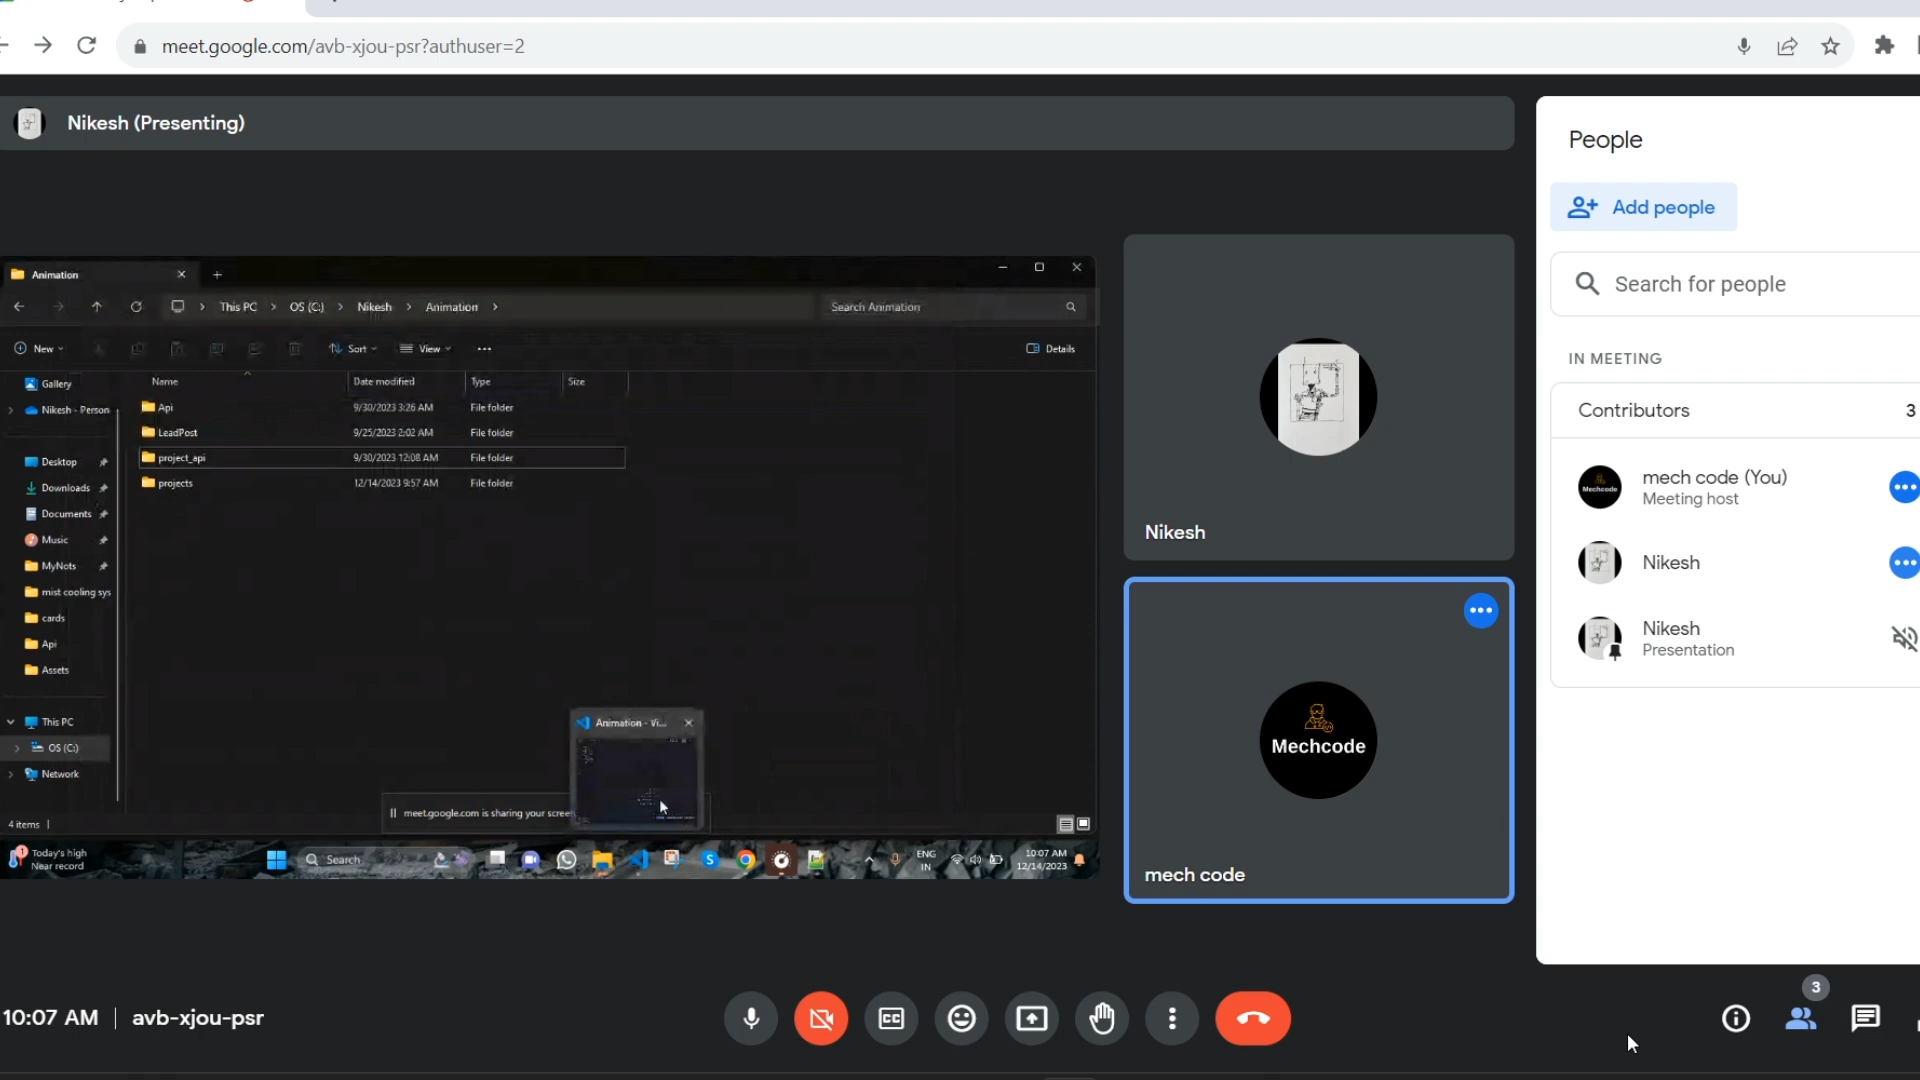 meet.google.com/avb-xjou-psr?authuser=2
Nikesh (Presenting)
Animation
This PC > OS (C:) > Nikesh > Animation >
Search Animation
New
Sort
View
Details
Gallery
Nikesh - Person
Desktop
Downloads
Documents
Music
MyNots
mist cooling sys
cards
Api
Assets
This PC
OS (C:)
Network
4 items
Name Date modified Type Size
Api 9/30/2023 3:26 AM File folder
LeadPost 9/25/2023 2:02 AM File folder
project_api 9/30/2023 12:08 AM File folder
projects 12/14/2023 9:57 AM File folder
Animation - Vi...
meet.google.com is sharing your screen
1
Today's high
Near record
Search
ENG
IN
10:07 AM
12/14/2023
Nikesh
Mechcode
mech code
People
Add people
Search for people
IN MEETING
Contributors 3
Mechcode
mech code (You)
Meeting host
Nikesh
Nikesh
Presentation
10:07 AM | avb-xjou-psr
CC
3